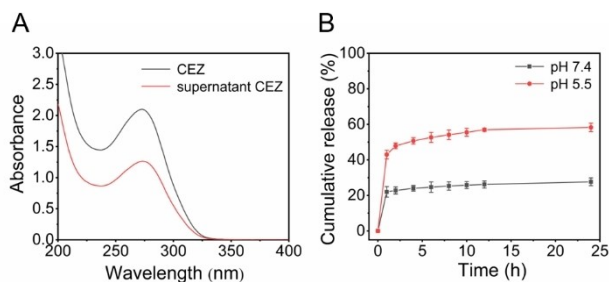 A
3.0
2.5
2.0
1.5
1.0
0.5
0.0
Absorbance
CEZ
supernatant CEZ
200 250 300 350 400
Wavelength (nm)
B
100
80
60
40
20
0
Cumulative release (%)
pH 7.4
pH 5.5
0 5 10 15 20 25
Time (h)